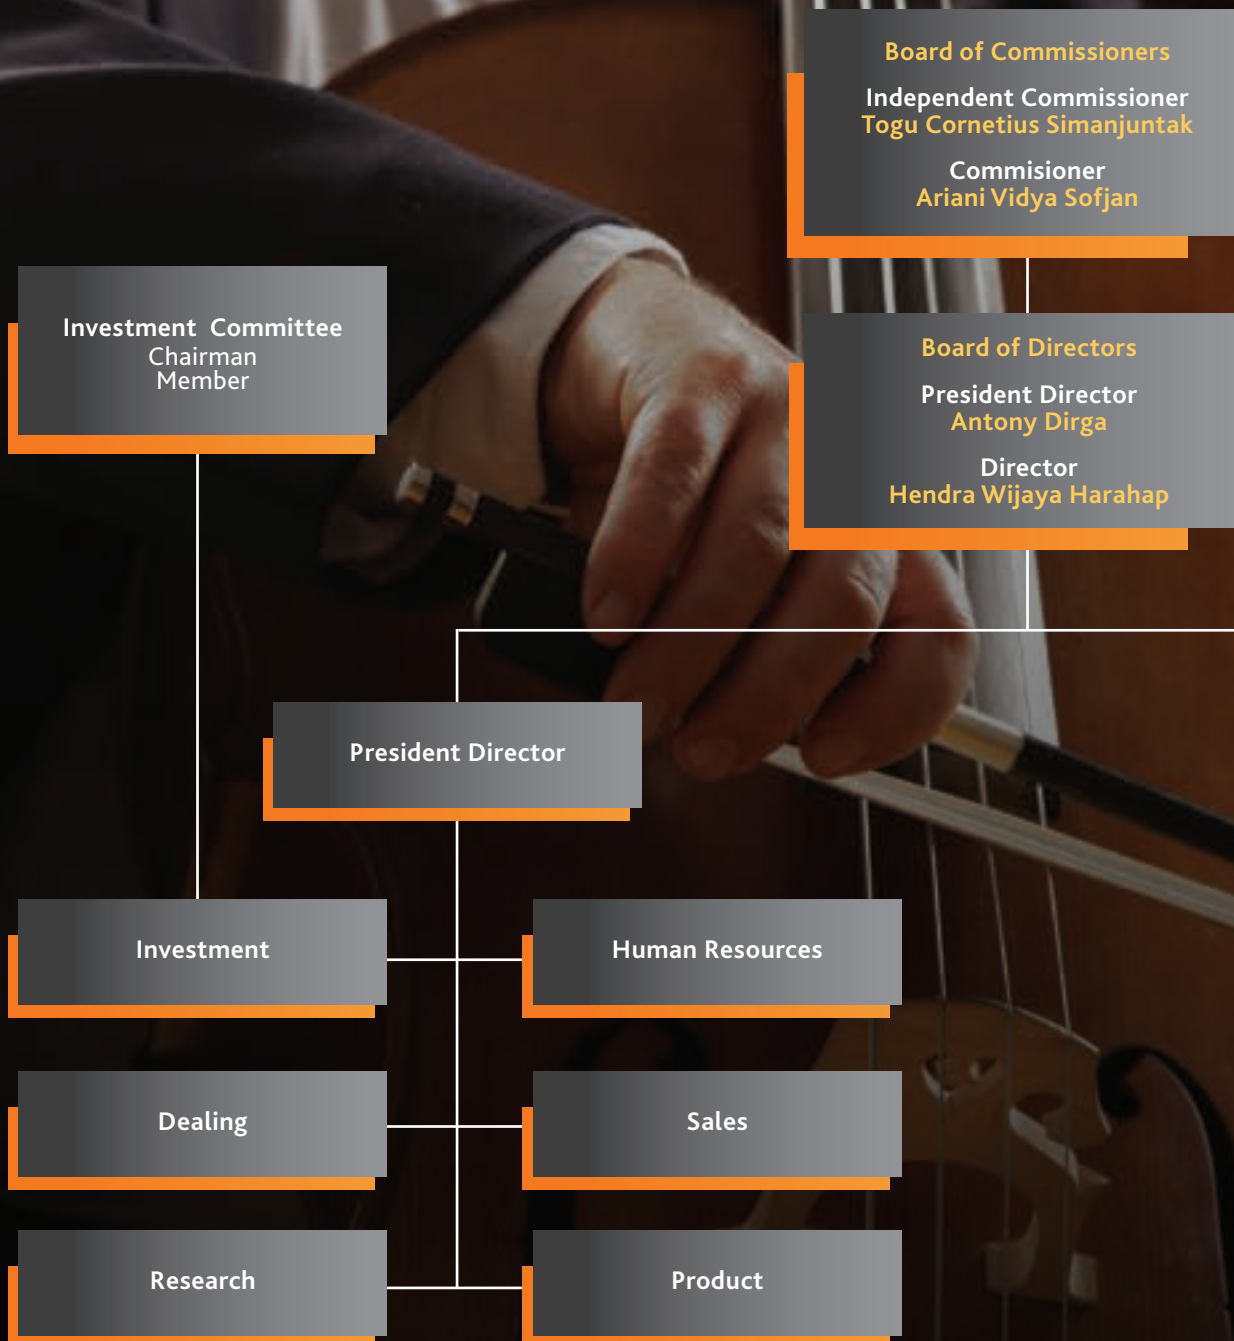 Board of Commissioners
Independent Commissioner
Togu Cornetius Simanjuntak
Commisioner
Ariani Vidya Sofjan
Investment Committee
Chairman
Member
Board of Directors
President Director
Antony Dirga
Director
Hendra Wijaya Harahap
President Director
Investment
Human Resources
Dealing
Sales
Research
Product